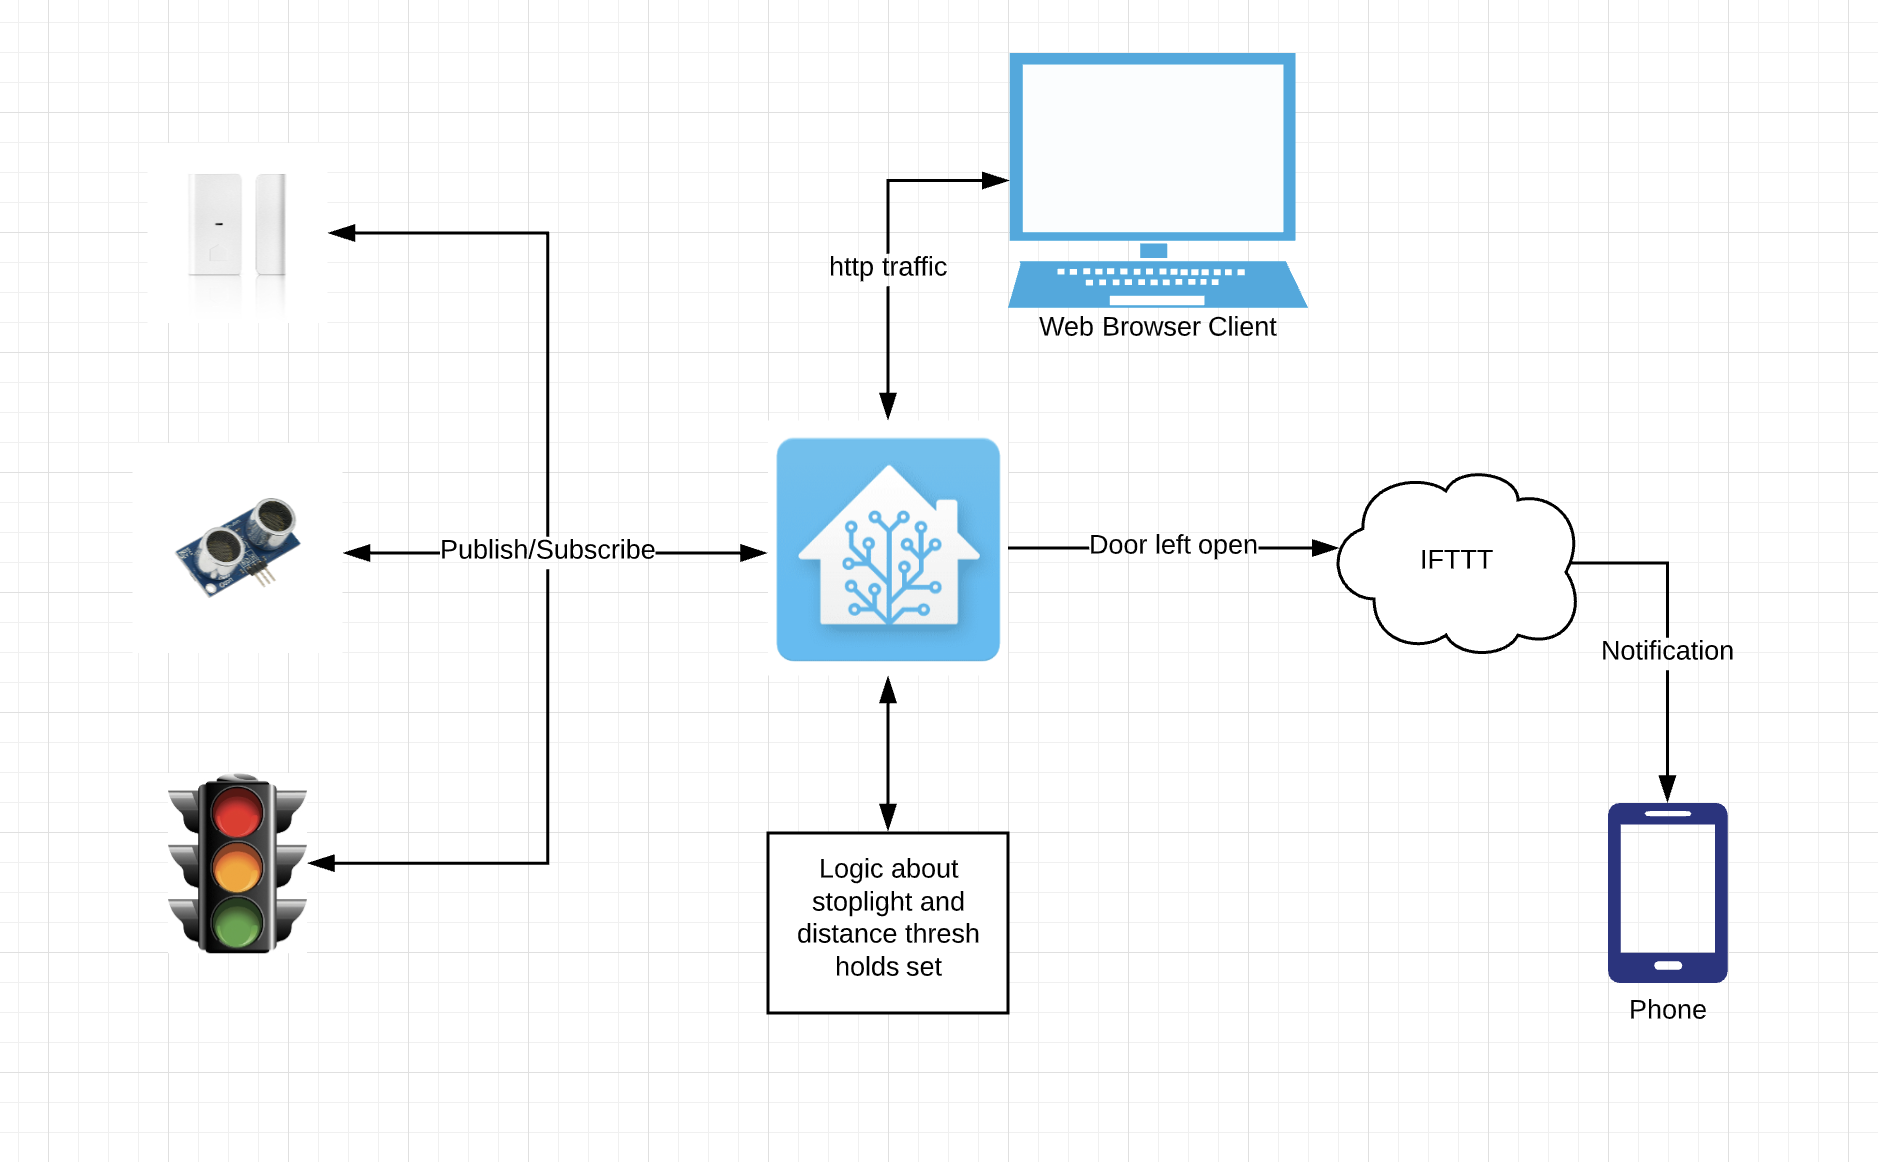 http traffic
Web Browser Client
Publish/Subscribe
Door left open
IFTTT
Notification
Logic about
stoplight and
distance thresh
holds set
Phone